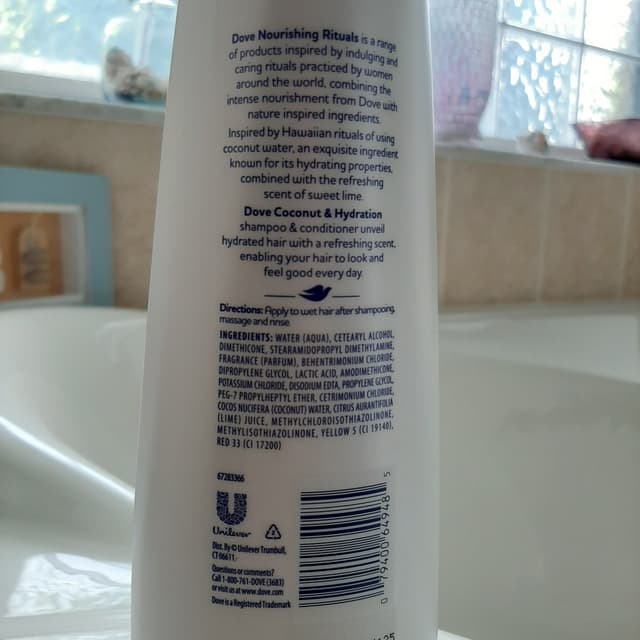 Dove Nourishing Rituals is a range
of products inspired by indulging and
caring rituals practiced by women
around the world, combining the
intense nourishment from Dove with
nature inspired ingredients.
Inspired by Hawaiian rituals of using
coconut water, an exquisite ingredient
known for its hydrating properties,
combined with the refreshing
scent of sweet lime.
Dove Coconut & Hydration
shampoo & conditioner unveil
hydrated hair with a refreshing scent,
enabling your hair to look and
feel good every day.
Directions: Apply to wet hair after shampooing,
massage and rinse.
INGREDIENTS: WATER (AQUA), CETEARYL ALCOHOL,
DIMETHICONE, STEARAMIDOPROPYL DIMETHYLAMINE,
FRAGRANCE (PARFUM), BEHENTRIMONIUM CHLORIDE,
DIPROPYLENE GLYCOL, LACTIC ACID, AMODIMETHICONE,
POTASSIUM CHLORIDE, DISODIUM EDTA, PROPYLENE GLYCOL,
PEG-7 PROPYLHEPTYL ETHER, CETRIMONIUM CHLORIDE,
COCOS NUCIFERA (COCONUT) WATER, CITRUS AURANTIFOLIA
(LIME) JUICE, METHYLCHLOROISOTHIAZOLINONE,
METHYLISOTHIAZOLINONE, YELLOW 5 (CI 19140),
RED 33 (CI 17200)
67283366
Unilever
Dist. By © Unilever Trumbull,
CT 06611.
Questions or comments?
Call 1-800-761-DOVE (3683)
or visit us at www.dove.com
Dove is a Registered Trademark
0 79400 64948 5